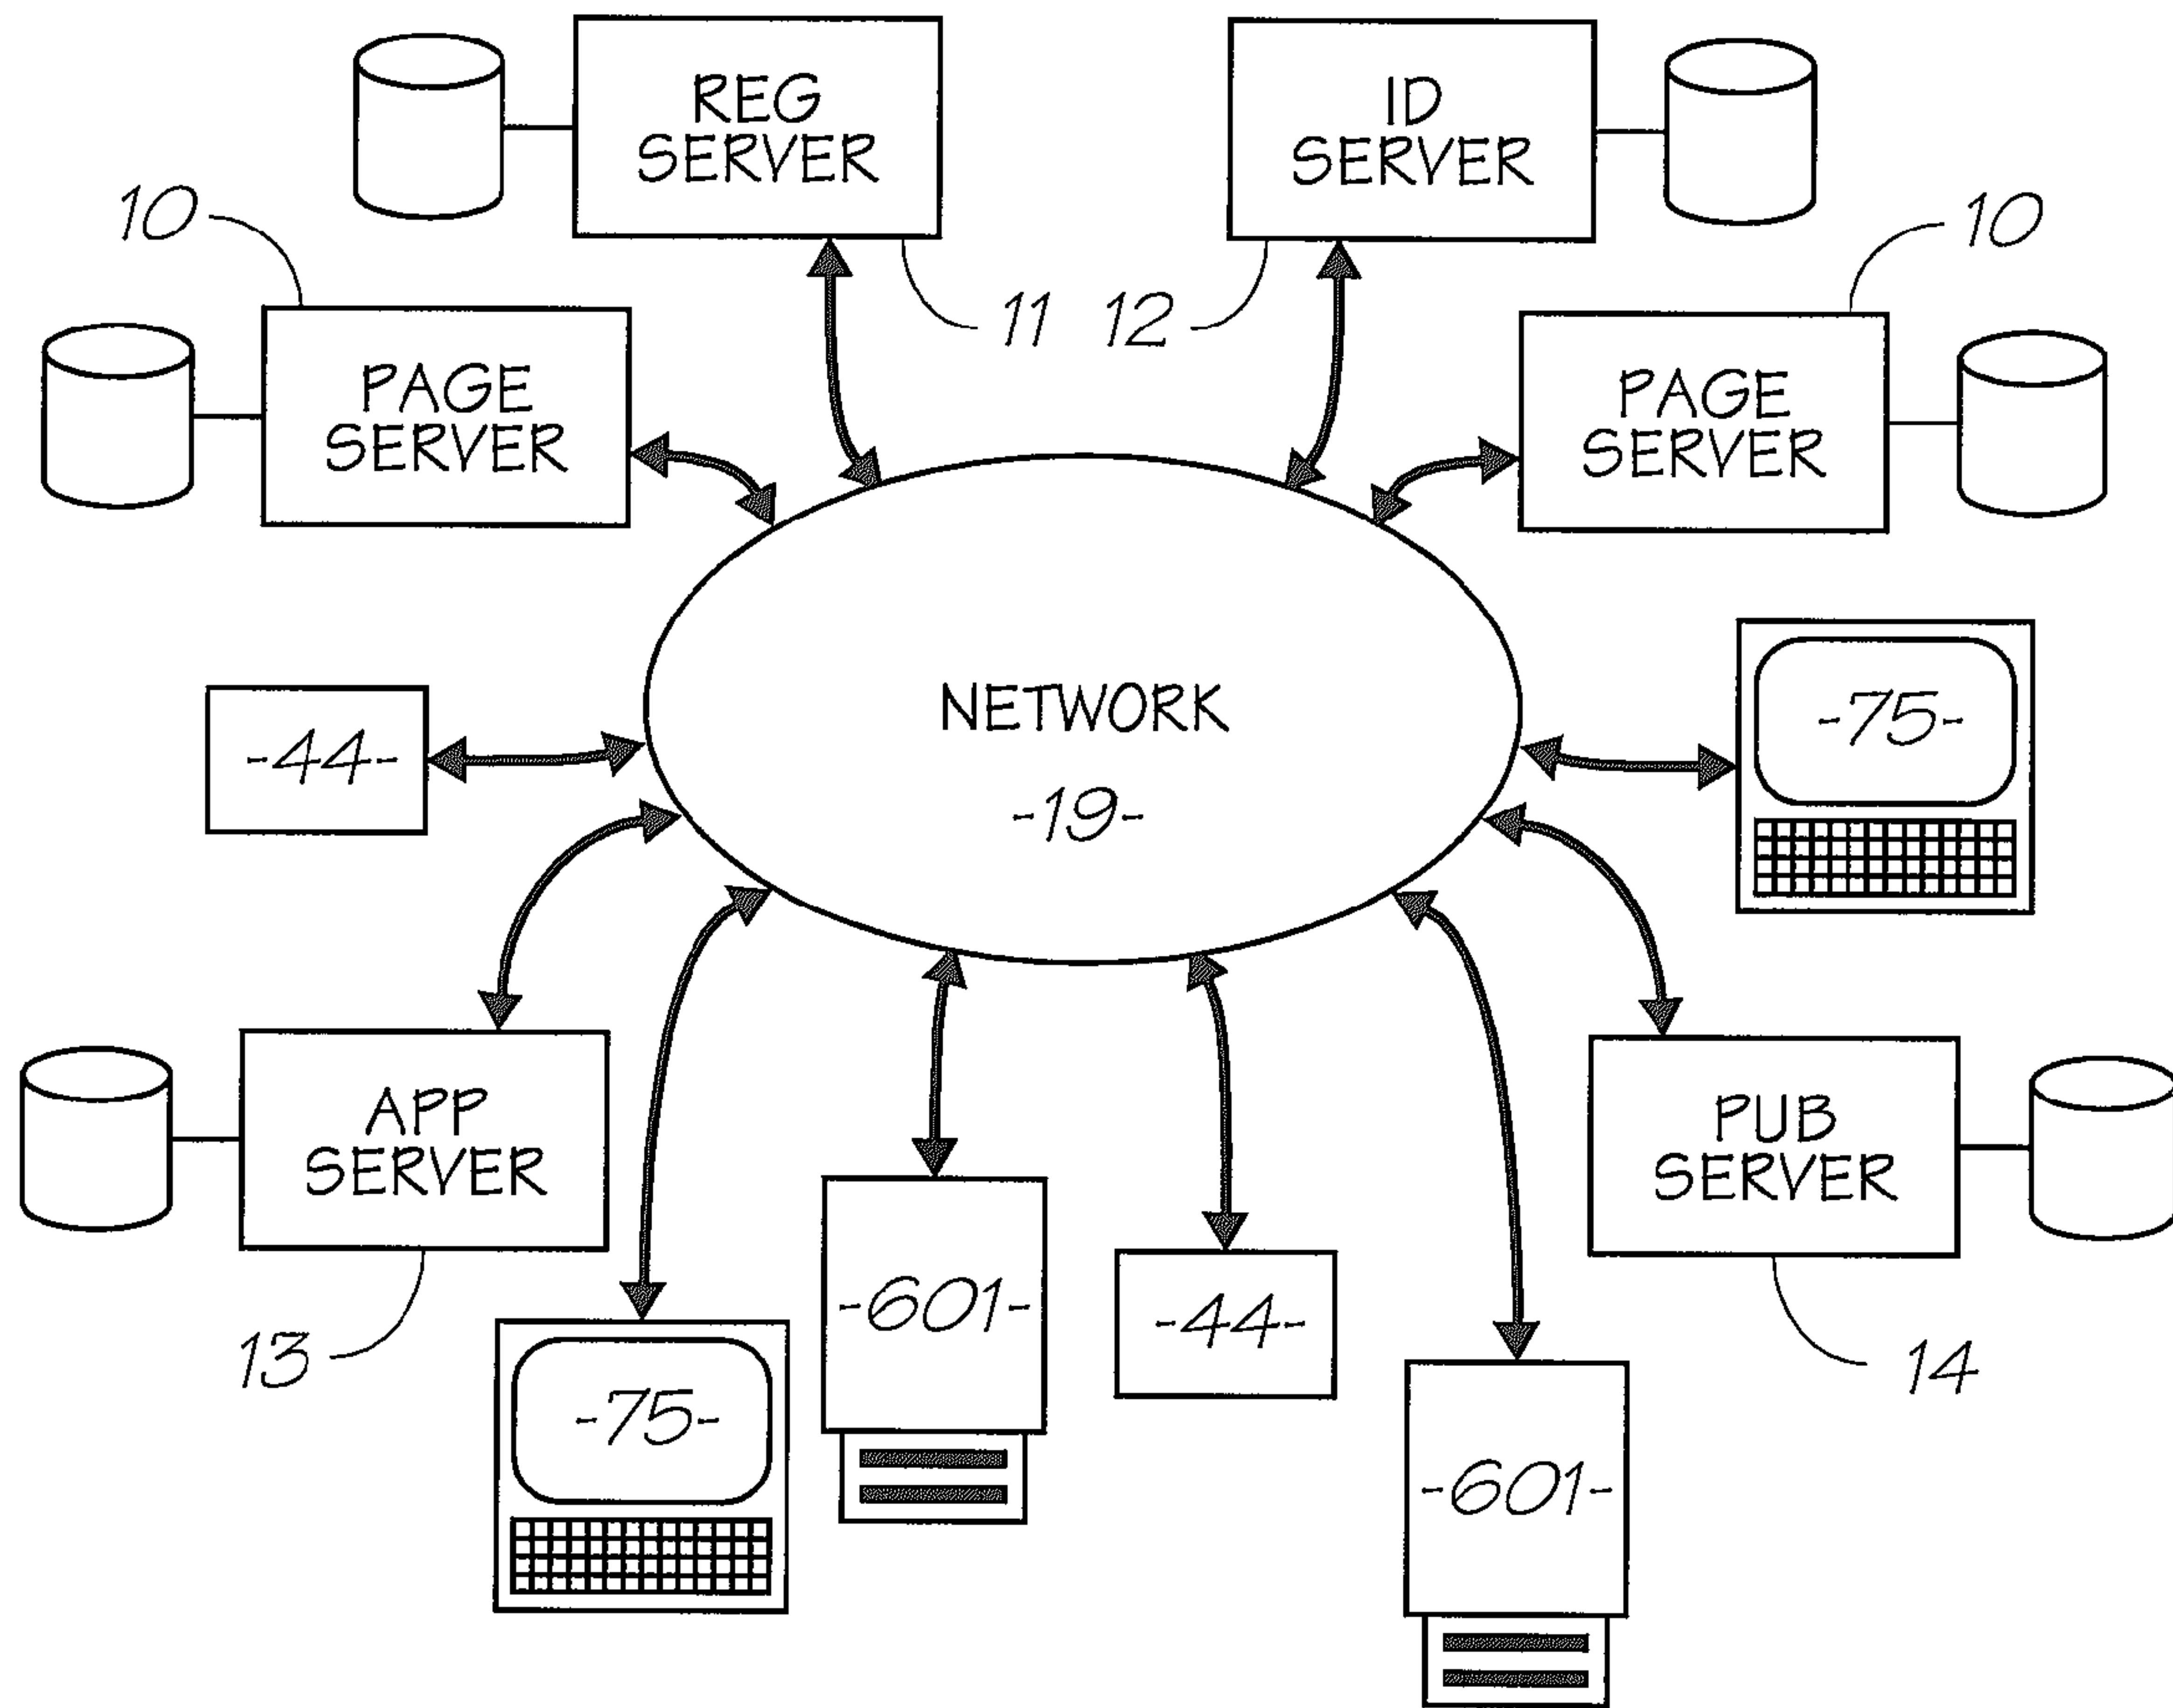 REG
SERVER
ID
SERVER
10
10
11
12
PAGE
SERVER
PAGE
SERVER
NETWORK
-19-
-44-
-75-
APP
SERVER
PUB
SERVER
-601-
-44-
13
14
-75-
-601-